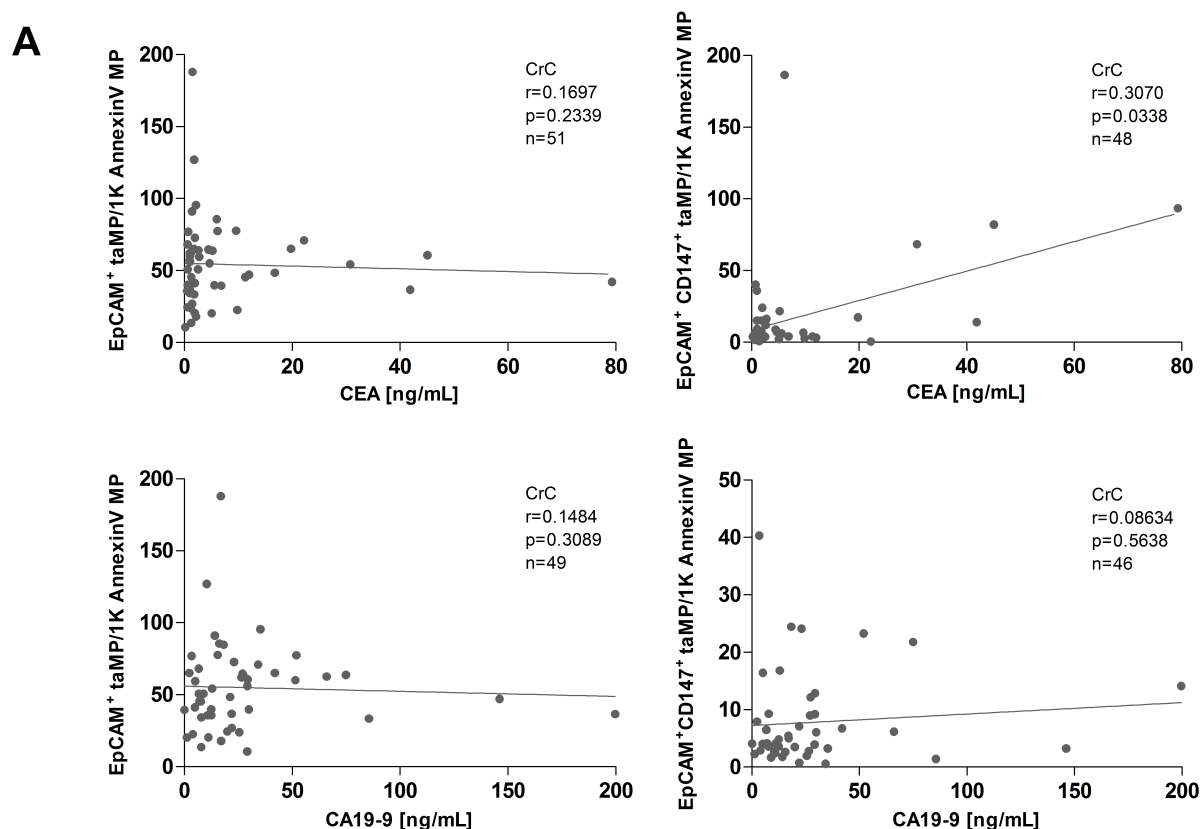 A
EpCAM⁺ taMP/1K AnnexinV MP
200
150
100
50
0
0 20 40 60 80
CEA [ng/mL]
CrC
r=0.1697
p=0.2339
n=51
EpCAM⁺ CD147⁺ taMP/1K AnnexinV MP
200
150
100
50
0
0 20 40 60 80
CEA [ng/mL]
CrC
r=0.3070
p=0.0338
n=48
EpCAM⁺ taMP/1K AnnexinV MP
200
150
100
50
0
0 50 100 150 200
CA19-9 [ng/mL]
CrC
r=0.1484
p=0.3089
n=49
EpCAM⁺CD147⁺ taMP/1K AnnexinV MP
50
40
30
20
10
0
0 50 100 150 200
CA19-9 [ng/mL]
CrC
r=0.08634
p=0.5638
n=46